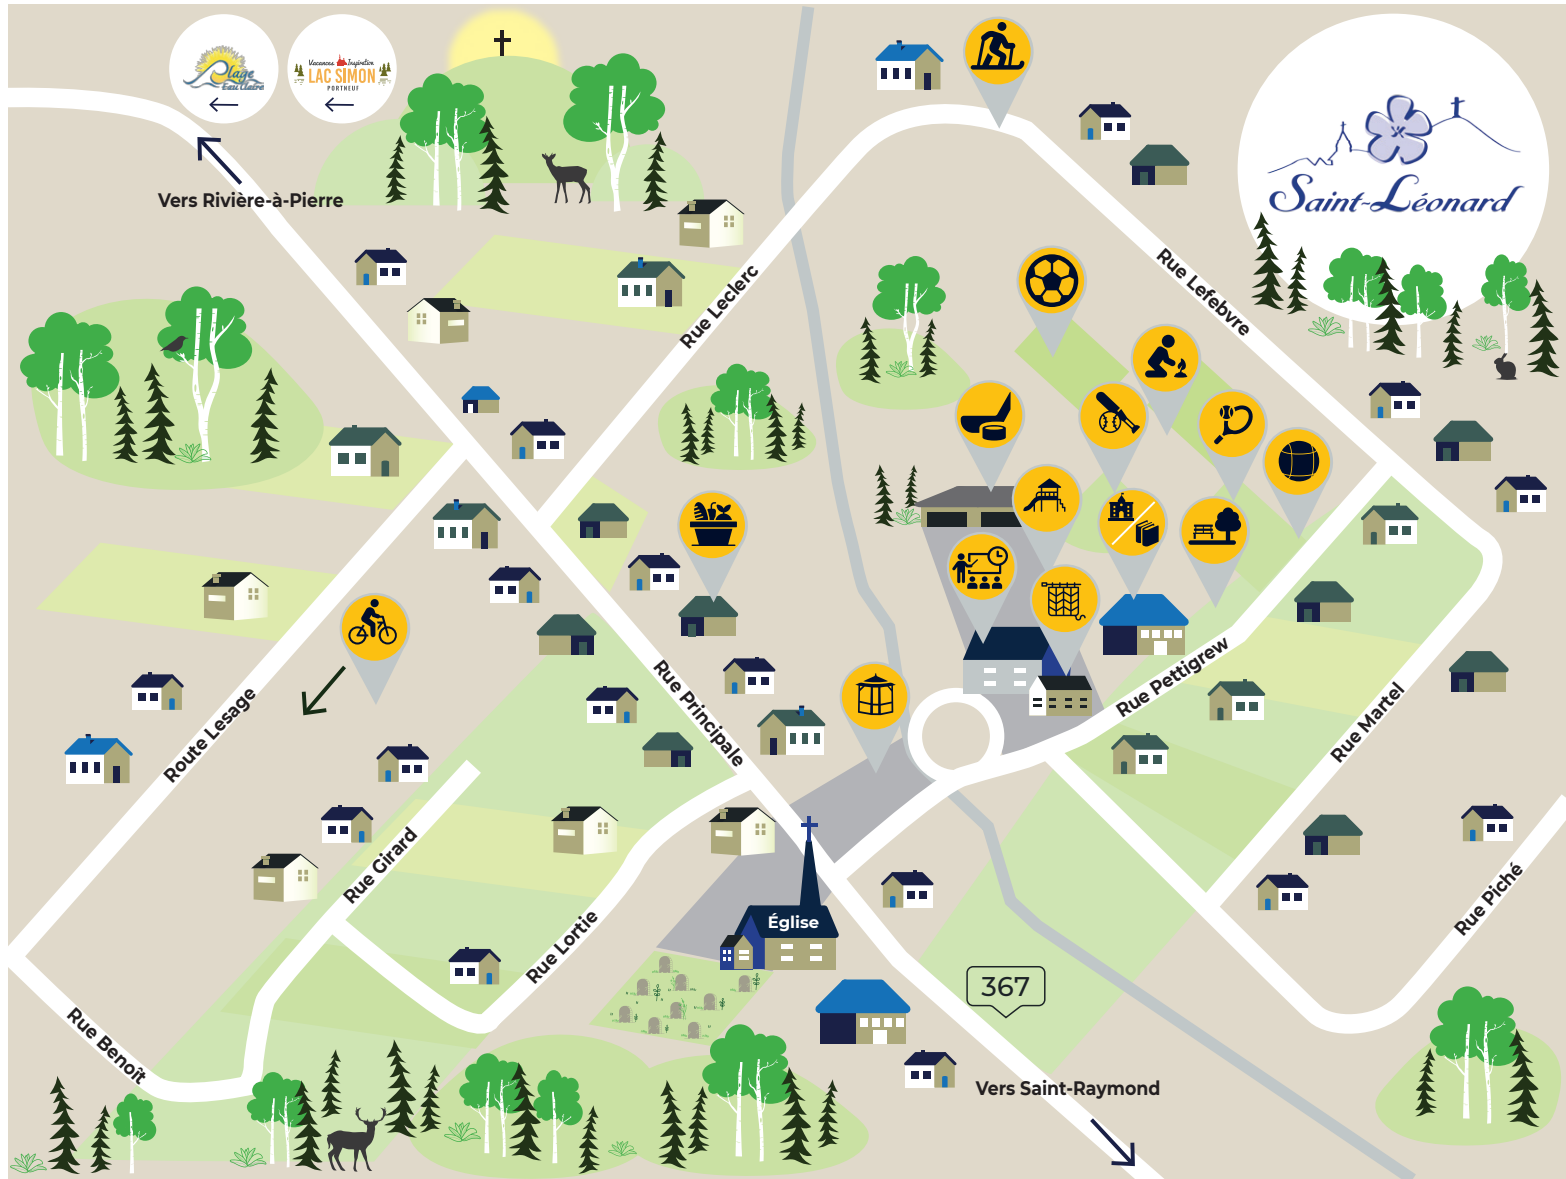 Plage
Eau Claire
Vacances Inspiration
LAC SIMON
PORTNEUF
Saint-Léonard
Vers Rivière-à-Pierre
Rue Leclerc
Rue Lefebvre
Rue Principale
Rue Pettigrew
Route Lesage
Rue Martel
Rue Girard
Rue Piché
Église
Rue Lortie
367
Rue Benoît
Vers Saint-Raymond